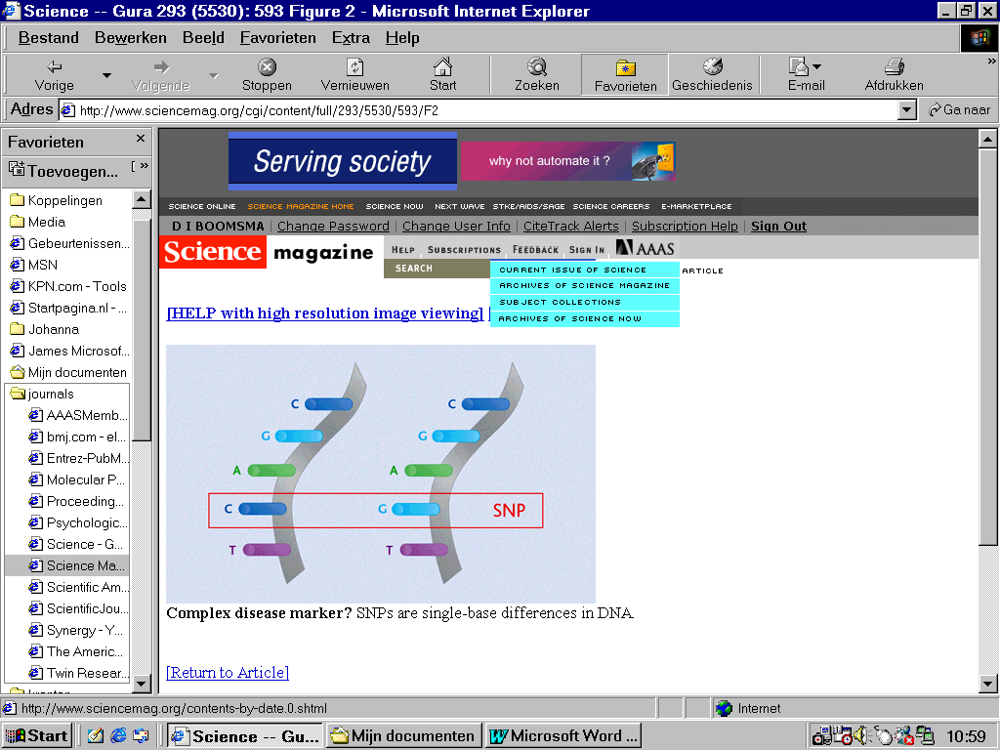 Science -- Gura 293 (5530): 593 Figure 2 - Microsoft Internet Explorer
Bestand Bewerken Beeld Favorieten Extra Help
Vorige Volgende Stoppen Vernieuwen Start Zoeken Favorieten Geschiedenis E-mail Afdrukken »
Adres http://www.sciencemag.org/cgi/content/full/293/5530/593/F2 Ga naar
Favorieten
Toevoegen... »
Koppelingen
Media
Gebeurtenissen...
MSN
KPN.com - Tools
Startpagina.nl - ...
Johanna
James Microsof...
Mijn documenten
journals
AAASMemb...
bmj.com - el...
Entrez-PubM...
Molecular P...
Proceeding...
Psychologic...
Science - G...
Science Ma...
Scientific Am...
ScientificJou...
Synergy - Y...
The Americ...
Twin Resear...
Serving society
why not automate it ?
SCIENCE ONLINE SCIENCE MAGAZINE HOME SCIENCE NOW NEXT WAVE STKE/AIDS/SAGE SCIENCE CAREERS E-MARKETPLACE
D I BOOMSMA | Change Password | Change User Info | CiteTrack Alerts | Subscription Help | Sign Out
Science magazine HELP SUBSCRIPTIONS FEEDBACK SIGN IN AAAS
SEARCH CURRENT ISSUE OF SCIENCE ARTICLE
ARCHIVES OF SCIENCE MAGAZINE
SUBJECT COLLECTIONS
ARCHIVES OF SCIENCE NOW
[HELP with high resolution image viewing]
C C
G G
A A
C G SNP
T T
Complex disease marker? SNPs are single-base differences in DNA.
[Return to Article]
http://www.sciencemag.org/contents-by-date.0.shtml Internet
Start Science -- Gu... Mijn documenten Microsoft Word ... 10:59